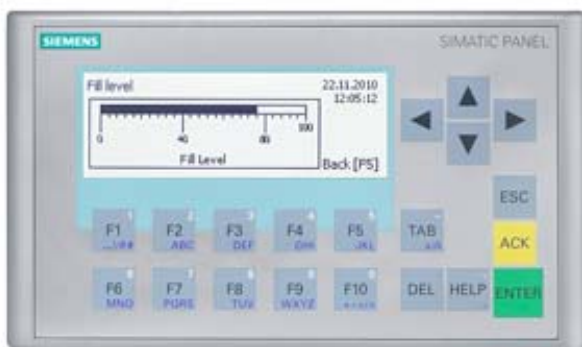 SIEMENS
SIMATIC PANEL
Fill level
22.11.2010
12:05:12
0 40 80 100
Fill Level
Back [F5]
ESC
F1 F2 F3 F4 F5 TAB
ABC DEF GHI JKL
ACK
F6 F7 F8 F9 F10 DEL HELP ENTER
MNO PQRS TUV WXYZ